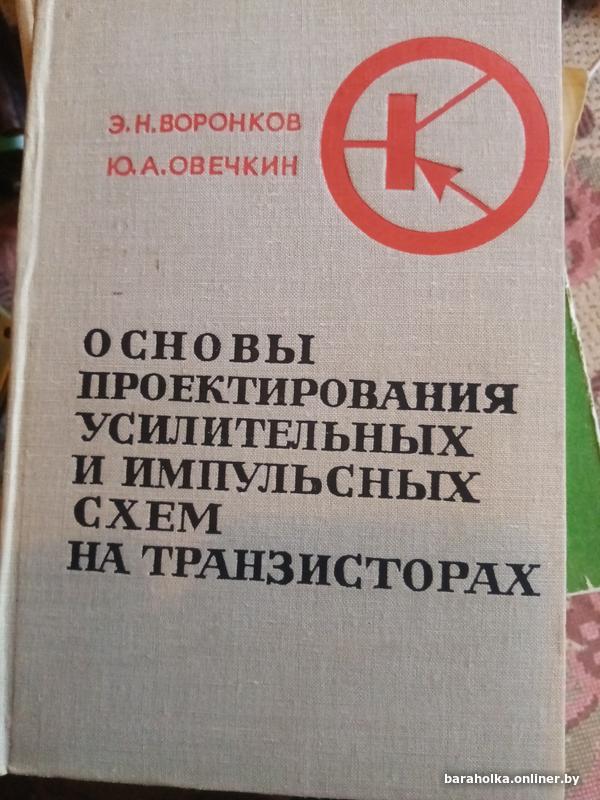 Э.Н.ВОРОНКОВ
Ю.А.ОВЕЧКИН
ОСНОВЫ
ПРОЕКТИРОВАНИЯ
УСИЛИТЕЛЬНЫХ
И ИМПУЛЬСНЫХ
СХЕМ
НА ТРАНЗИСТОРАХ
baraholka.onliner.by